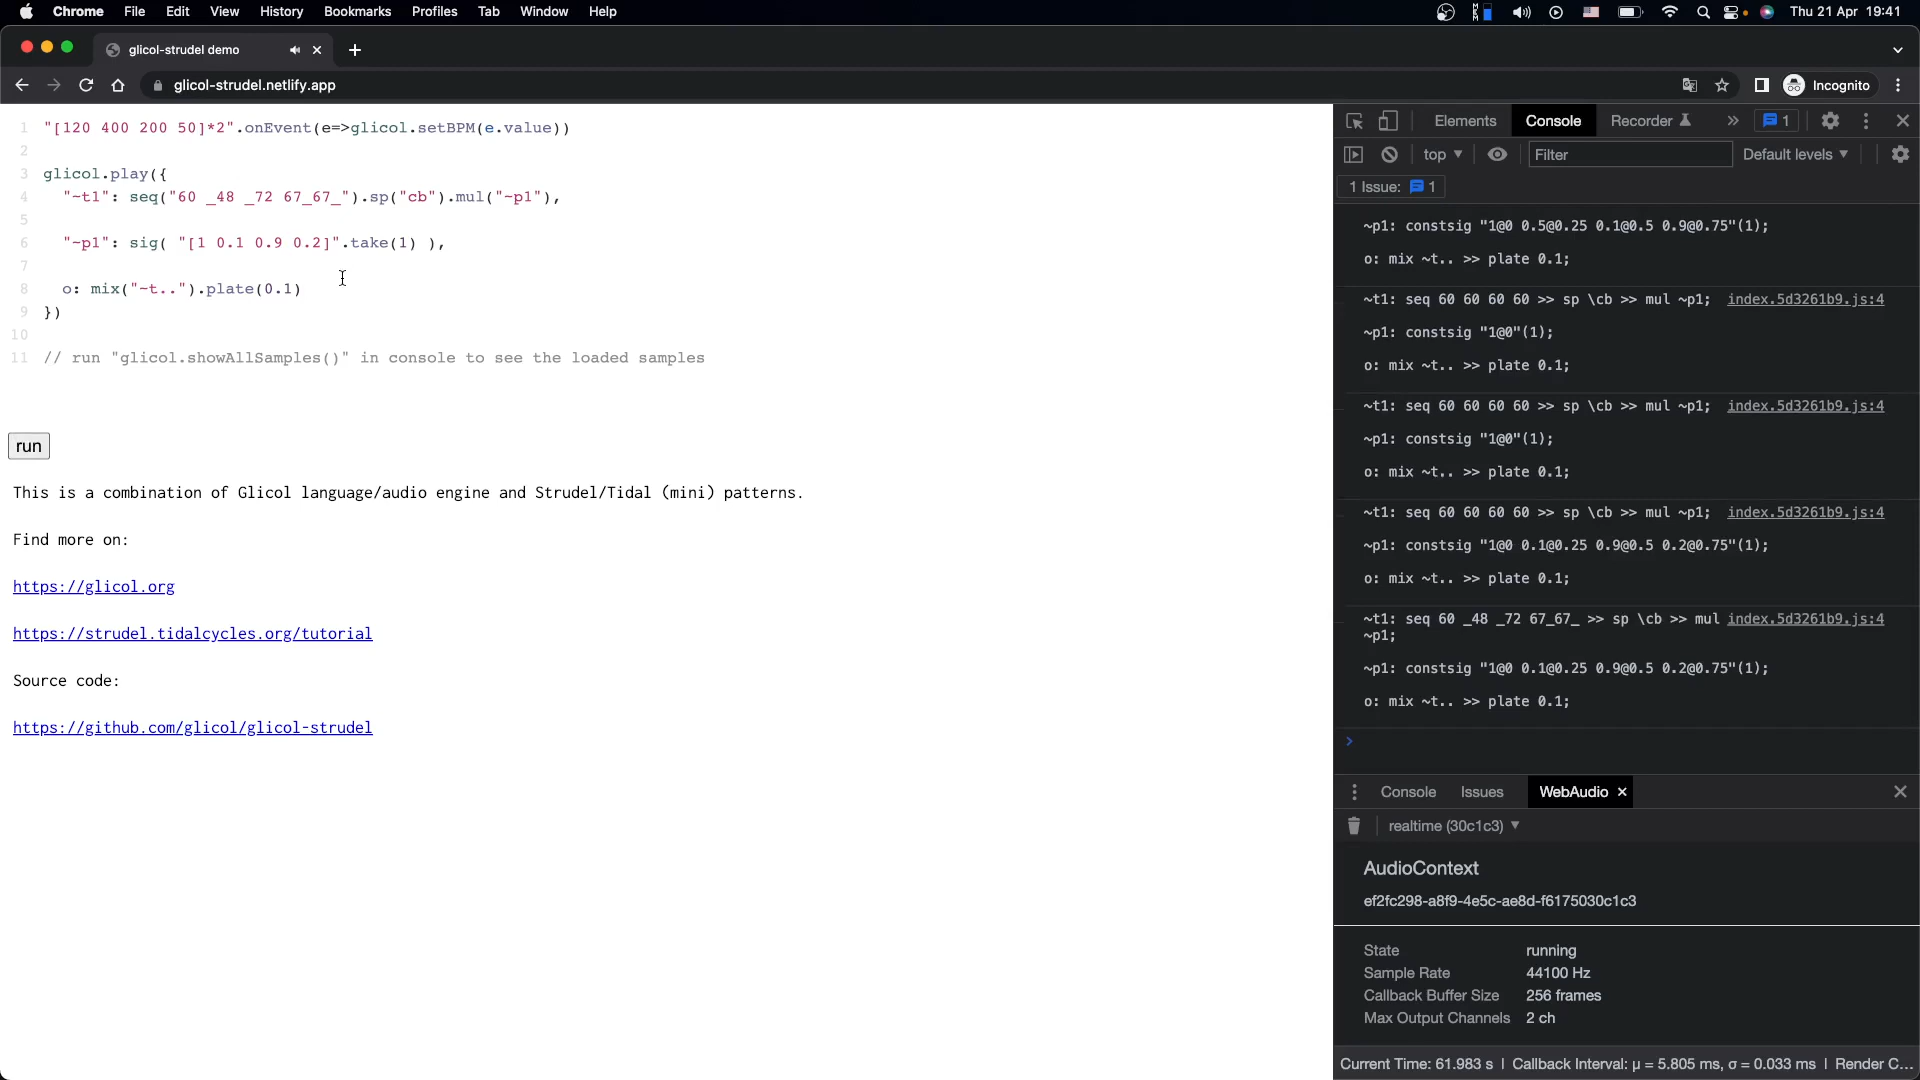 Chrome File Edit View History Bookmarks Profiles Tab Window Help Thu 21 Apr 19:41
glicol-strudel demo
glicol-strudel.netlify.app Incognito
1 "[120 400 200 50]*2".onEvent(e=>glicol.setBPM(e.value))
2
3 glicol.play({
4 "~t1": seq("60 _48 _72 67_67_").sp("cb").mul("~p1"),
5
6 "~p1": sig( "[1 0.1 0.9 0.2]".take(1) ),
7
8 o: mix("~t..").plate(0.1)
9 })
10
11 // run "glicol.showAllSamples()" in console to see the loaded samples
run
This is a combination of Glicol language/audio engine and Strudel/Tidal (mini) patterns.
Find more on:
https://glicol.org
https://strudel.tidalcycles.org/tutorial
Source code:
https://github.com/glicol/glicol-strudel
Elements Console Recorder » 1
top Filter Default levels
1 Issue: 1
~p1: constsig "1@0 0.5@0.25 0.1@0.5 0.9@0.75"(1);
o: mix ~t.. >> plate 0.1;
~t1: seq 60 60 60 60 >> sp \cb >> mul ~p1; index.5d3261b9.js:4
~p1: constsig "1@0"(1);
o: mix ~t.. >> plate 0.1;
~t1: seq 60 60 60 60 >> sp \cb >> mul ~p1; index.5d3261b9.js:4
~p1: constsig "1@0"(1);
o: mix ~t.. >> plate 0.1;
~t1: seq 60 60 60 60 >> sp \cb >> mul ~p1; index.5d3261b9.js:4
~p1: constsig "1@0 0.1@0.25 0.9@0.5 0.2@0.75"(1);
o: mix ~t.. >> plate 0.1;
~t1: seq 60 _48 _72 67_67_ >> sp \cb >> mul index.5d3261b9.js:4
~p1;
~p1: constsig "1@0 0.1@0.25 0.9@0.5 0.2@0.75"(1);
o: mix ~t.. >> plate 0.1;
>
Console Issues WebAudio
realtime (30c1c3)
AudioContext
ef2fc298-a8f9-4e5c-ae8d-f6175030c1c3
State running
Sample Rate 44100 Hz
Callback Buffer Size 256 frames
Max Output Channels 2 ch
Current Time: 61.983 s | Callback Interval: μ = 5.805 ms, σ = 0.033 ms | Render C...